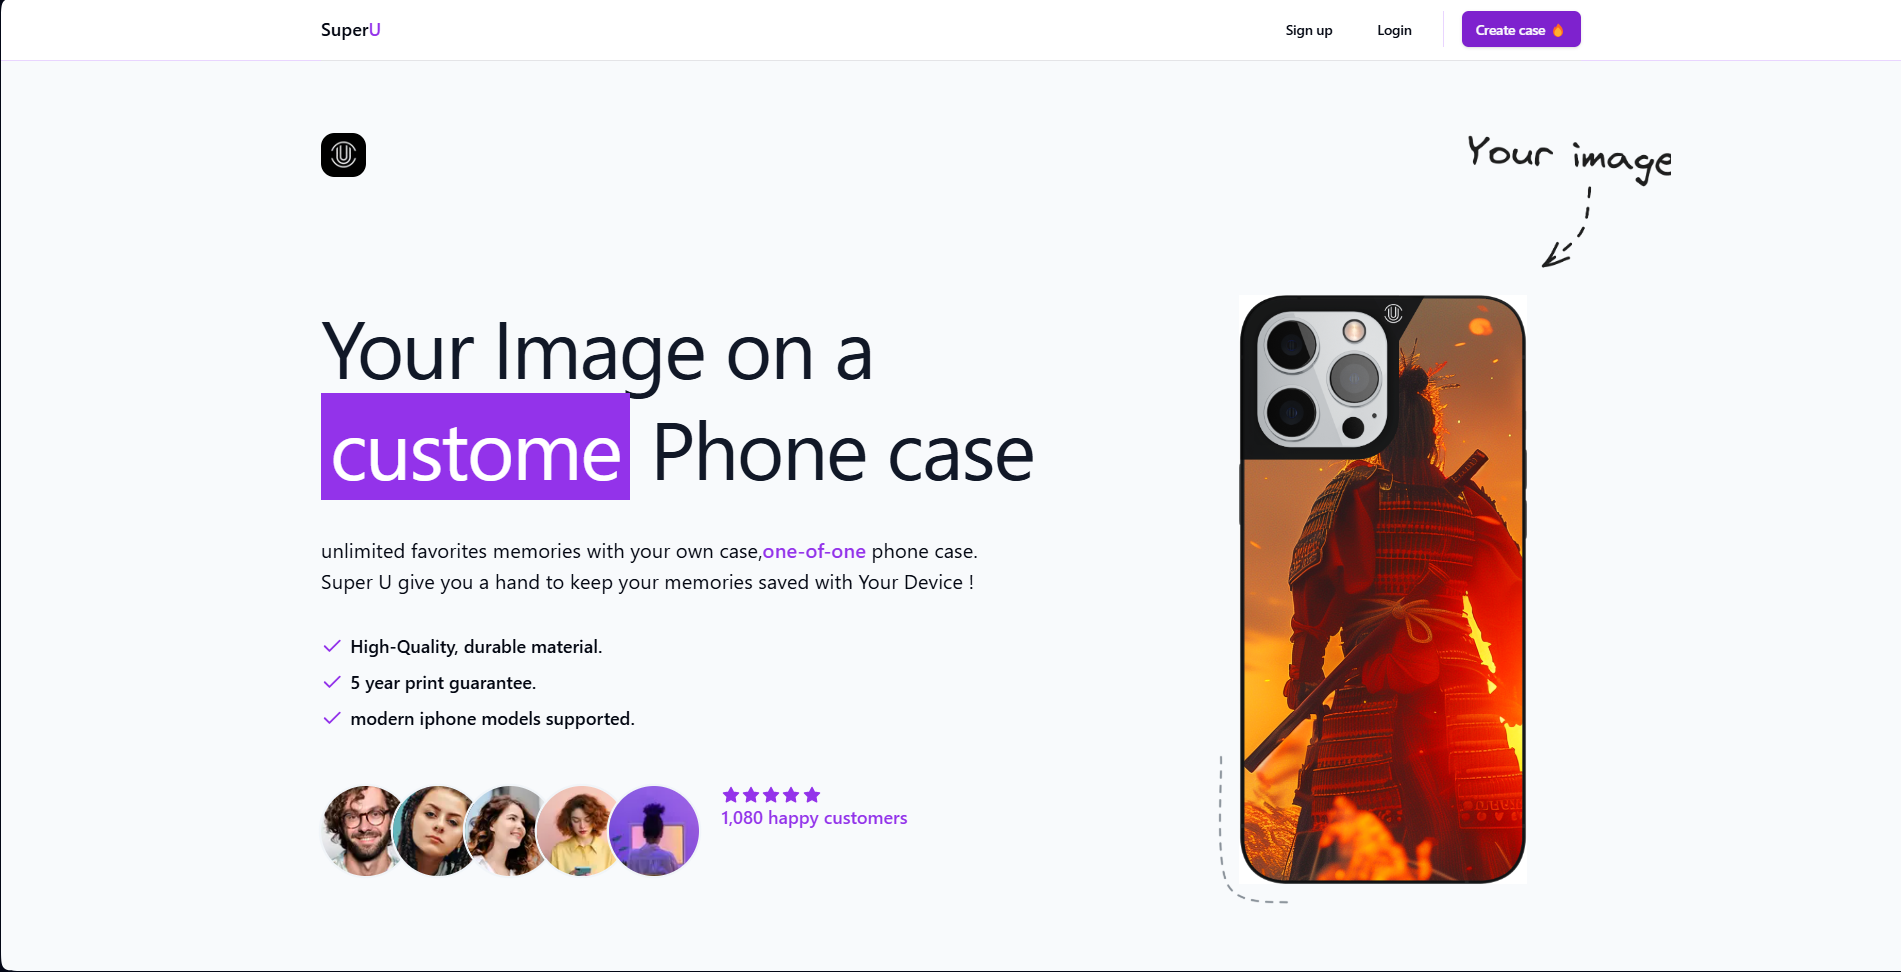 SuperU
Sign up
Login
Create case
Your image
Your Image on a
custome Phone case
unlimited favorites memories with your own case,one-of-one phone case.
Super U give you a hand to keep your memories saved with Your Device !
High-Quality, durable material.
5 year print guarantee.
modern iphone models supported.
1,080 happy customers